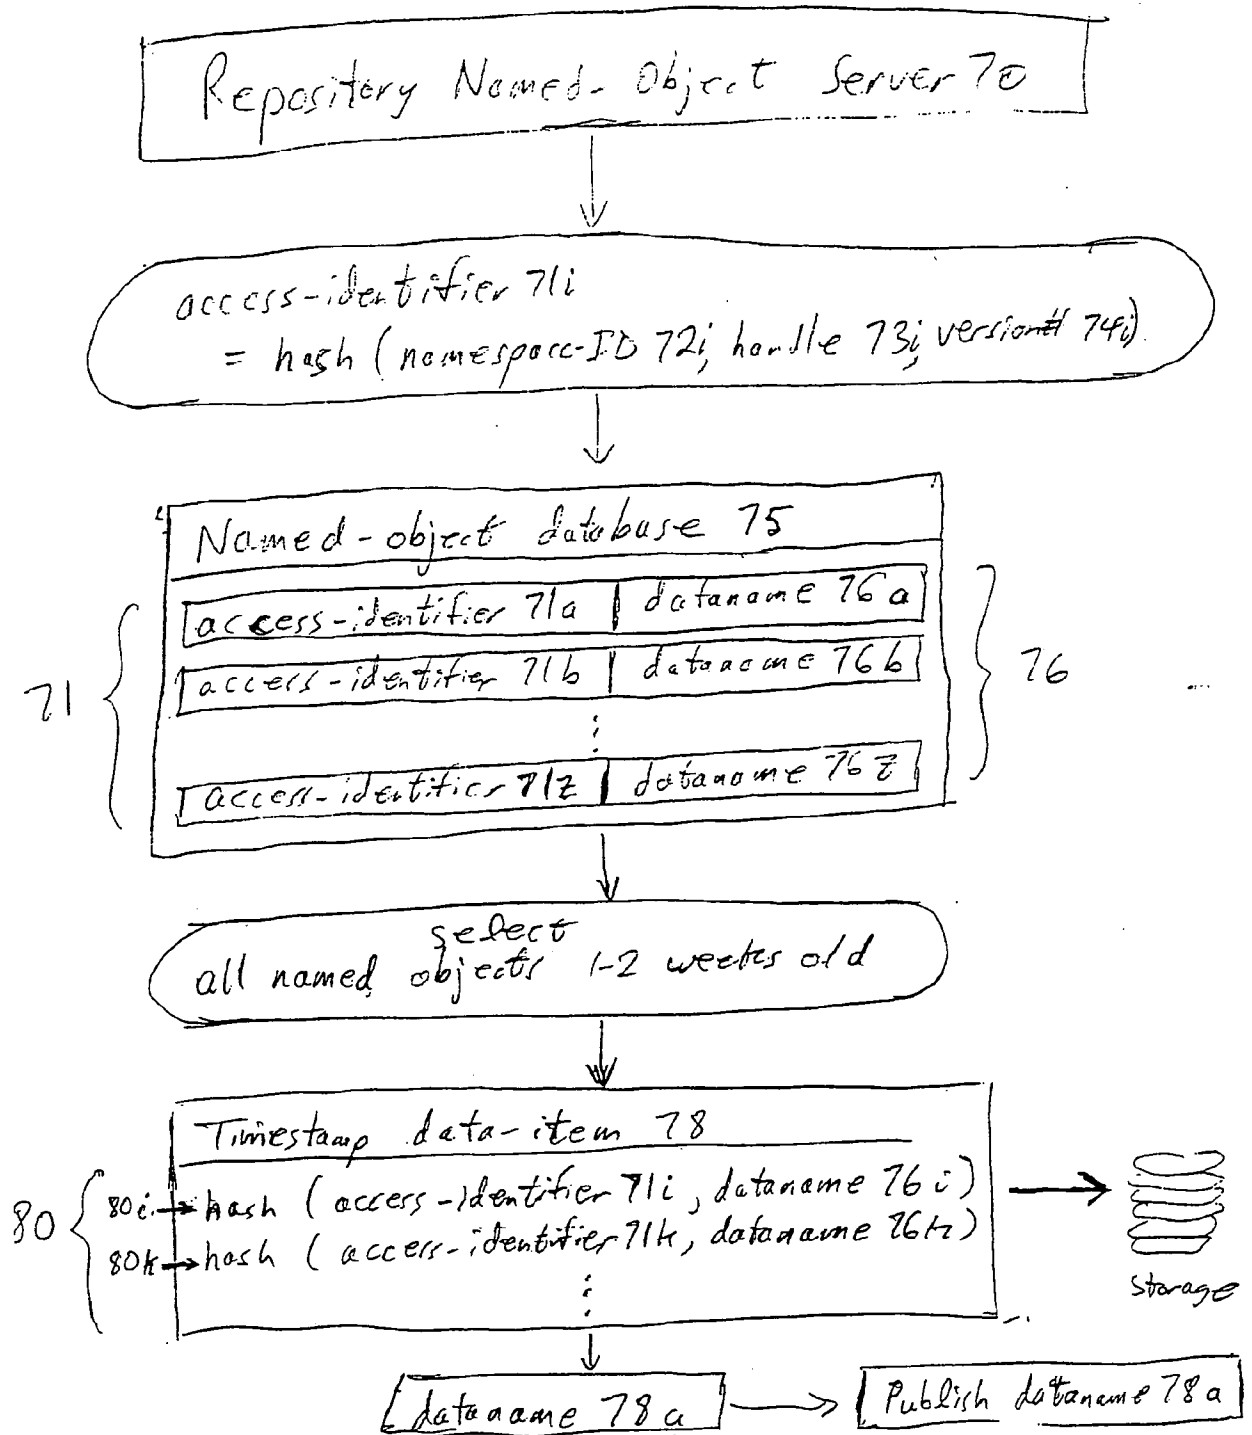 Repository Named-Object Server 70
access-identifier 71i
= hash (namespace-ID 72i, handle 73i, version# 74i)
Named-object database 75
access-identifier 71a | dataname 76a
access-identifier 71b | dataname 76b
71
76
⋮
access-identifier 71z | dataname 76z
select
all named objects 1-2 weeks old
Timestamp data-item 78
80i → hash (access-identifier 71i, dataname 76i)
80
80k → hash (access-identifier 71k, dataname 76k)
⋮
storage
dataname 78a
Publish dataname 78a